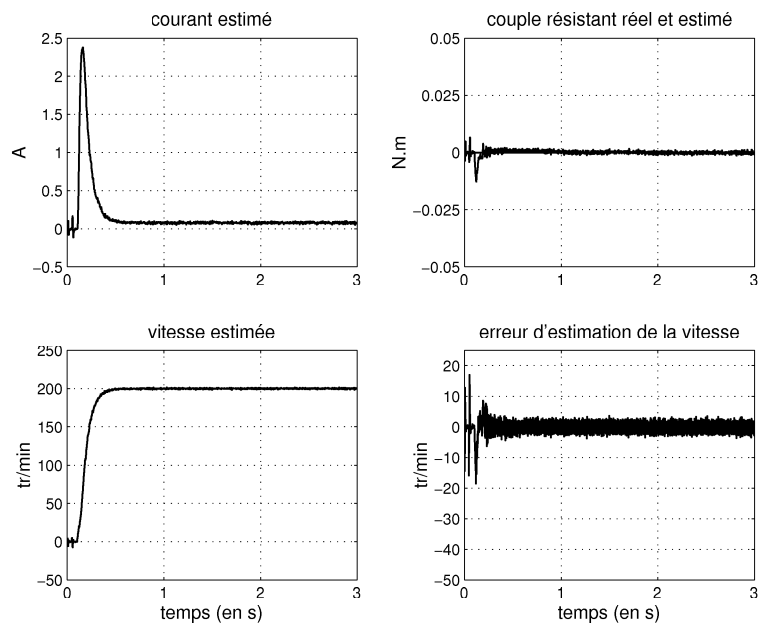 courant estimé
2.5
2
1.5
1
0.5
0
−0.5
A
0 1 2 3
couple résistant réel et estimé
0.05
0.025
0
−0.025
−0.05
N.m
0 1 2 3
vitesse estimée
250
200
150
100
50
0
−50
tr/min
0 1 2 3
temps (en s)
erreur d'estimation de la vitesse
20
10
0
−10
−20
−30
−40
−50
tr/min
0 1 2 3
temps (en s)